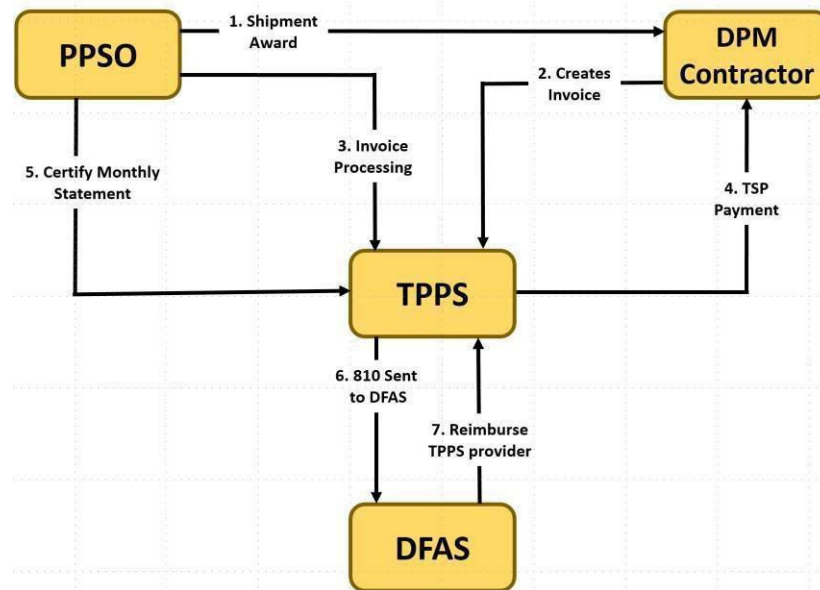 PPSO
1. Shipment
Award
DPM
Contractor
2. Creates
Invoice
3. Invoice
Processing
5. Certify Monthly
Statement
4. TSP
Payment
TPPS
6. 810 Sent
to DFAS
7. Reimburse
TPPS provider
DFAS